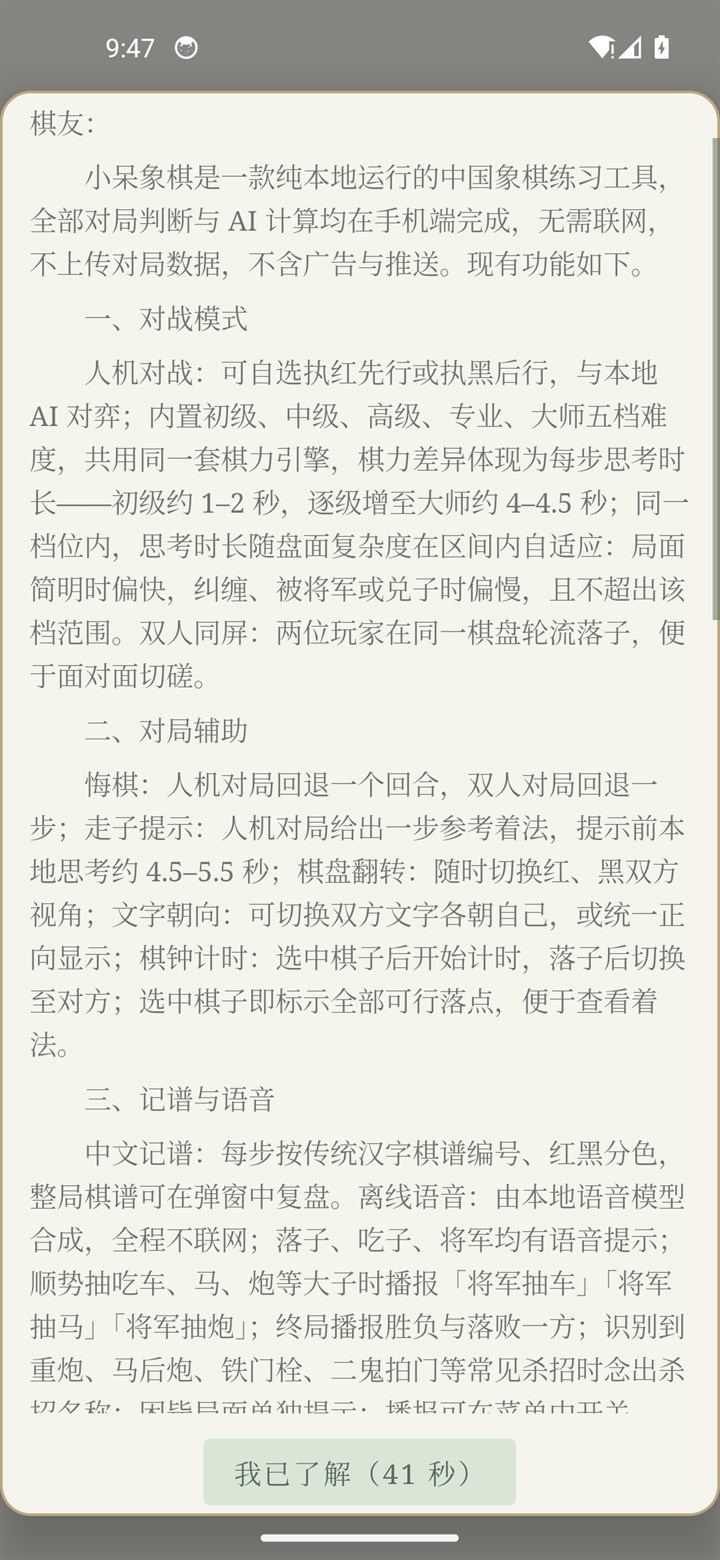 9:47
棋友：
小呆象棋是一款纯本地运行的中国象棋练习工具，
全部对局判断与 AI 计算均在手机端完成，无需联网，
不上传对局数据，不含广告与推送。现有功能如下。
一、对战模式
人机对战：可自选执红先行或执黑后行，与本地
AI 对弈；内置初级、中级、高级、专业、大师五档难
度，共用同一套棋力引擎，棋力差异体现为每步思考时
长——初级约 1–2 秒，逐级增至大师约 4–4.5 秒；同一
档位内，思考时长随盘面复杂度在区间内自适应：局面
简明时偏快，纠缠、被将军或兑子时偏慢，且不超出该
档范围。双人同屏：两位玩家在同一棋盘轮流落子，便
于面对面切磋。
二、对局辅助
悔棋：人机对局回退一个回合，双人对局回退一
步；走子提示：人机对局给出一步参考着法，提示前本
地思考约 4.5–5.5 秒；棋盘翻转：随时切换红、黑双方
视角；文字朝向：可切换双方文字各朝自己，或统一正
向显示；棋钟计时：选中棋子后开始计时，落子后切换
至对方；选中棋子即标示全部可行落点，便于查看着
法。
三、记谱与语音
中文记谱：每步按传统汉字棋谱编号、红黑分色，
整局棋谱可在弹窗中复盘。离线语音：由本地语音模型
合成，全程不联网；落子、吃子、将军均有语音提示；
顺势抽吃车、马、炮等大子时播报「将军抽车」「将军
抽马」「将军抽炮」；终局播报胜负与落败一方；识别到
重炮、马后炮、铁门栓、二鬼拍门等常见杀招时念出杀
招名称；困毙局面单独提示；播报可在菜单中开关
我已了解（41 秒）